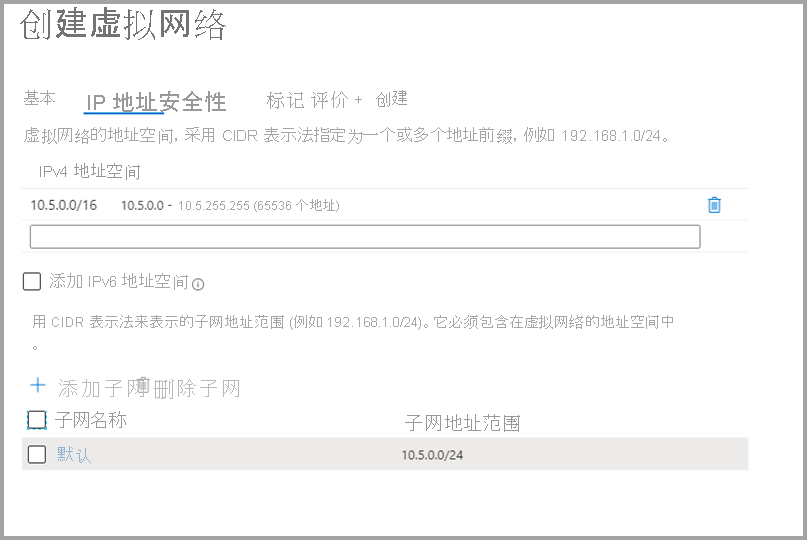 创建虚拟网络
基本 IP 地址安全性 标记 评价 + 创建
虚拟网络的地址空间, 采用 CIDR 表示法指定为一个或多个地址前缀, 例如 192.168.1.0/24。
IPv4 地址空间
10.5.0.0/16 10.5.0.0 - 10.5.255.255 (65536 个地址)
添加 IPv6 地址空间
用 CIDR 表示法来表示的子网地址范围 (例如 192.168.1.0/24)。它必须包含在虚拟网络的地址空间中
。
+ 添加子网 删除子网
子网名称 子网地址范围
默认 10.5.0.0/24